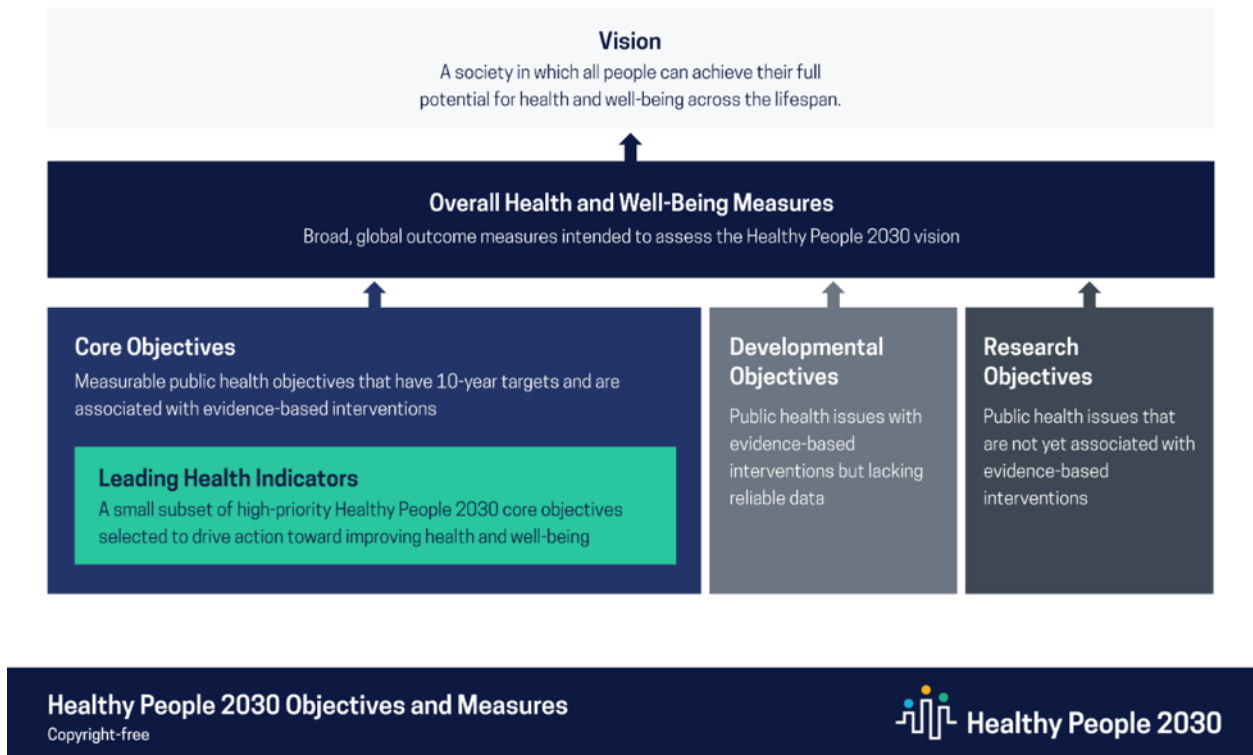 Vision
A society in which all people can achieve their full
potential for health and well-being across the lifespan.
Overall Health and Well-Being Measures
Broad, global outcome measures intended to assess the Healthy People 2030 vision
Core Objectives
Measurable public health objectives that have 10-year targets and are
associated with evidence-based interventions
Leading Health Indicators
A small subset of high-priority Healthy People 2030 core objectives
selected to drive action toward improving health and well-being
Developmental
Objectives
Public health issues with
evidence-based
interventions but lacking
reliable data
Research
Objectives
Public health issues that
are not yet associated with
evidence-based
interventions
Healthy People 2030 Objectives and Measures
Copyright-free
Healthy People 2030